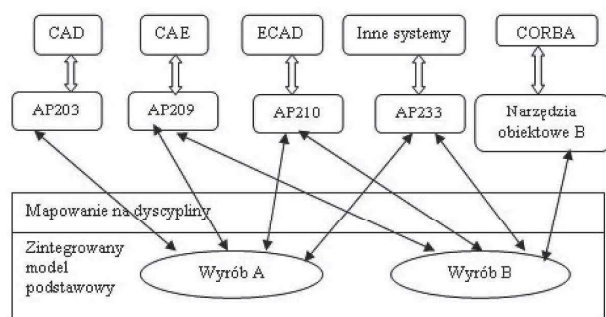 CAD
CAE
ECAD
Inne systemy
CORBA
AP203
AP209
AP210
AP233
Narzędzia
obiektowe B
Mapowanie na dyscypliny
Zintegrowany
model
podstawowy
Wyrób A
Wyrób B